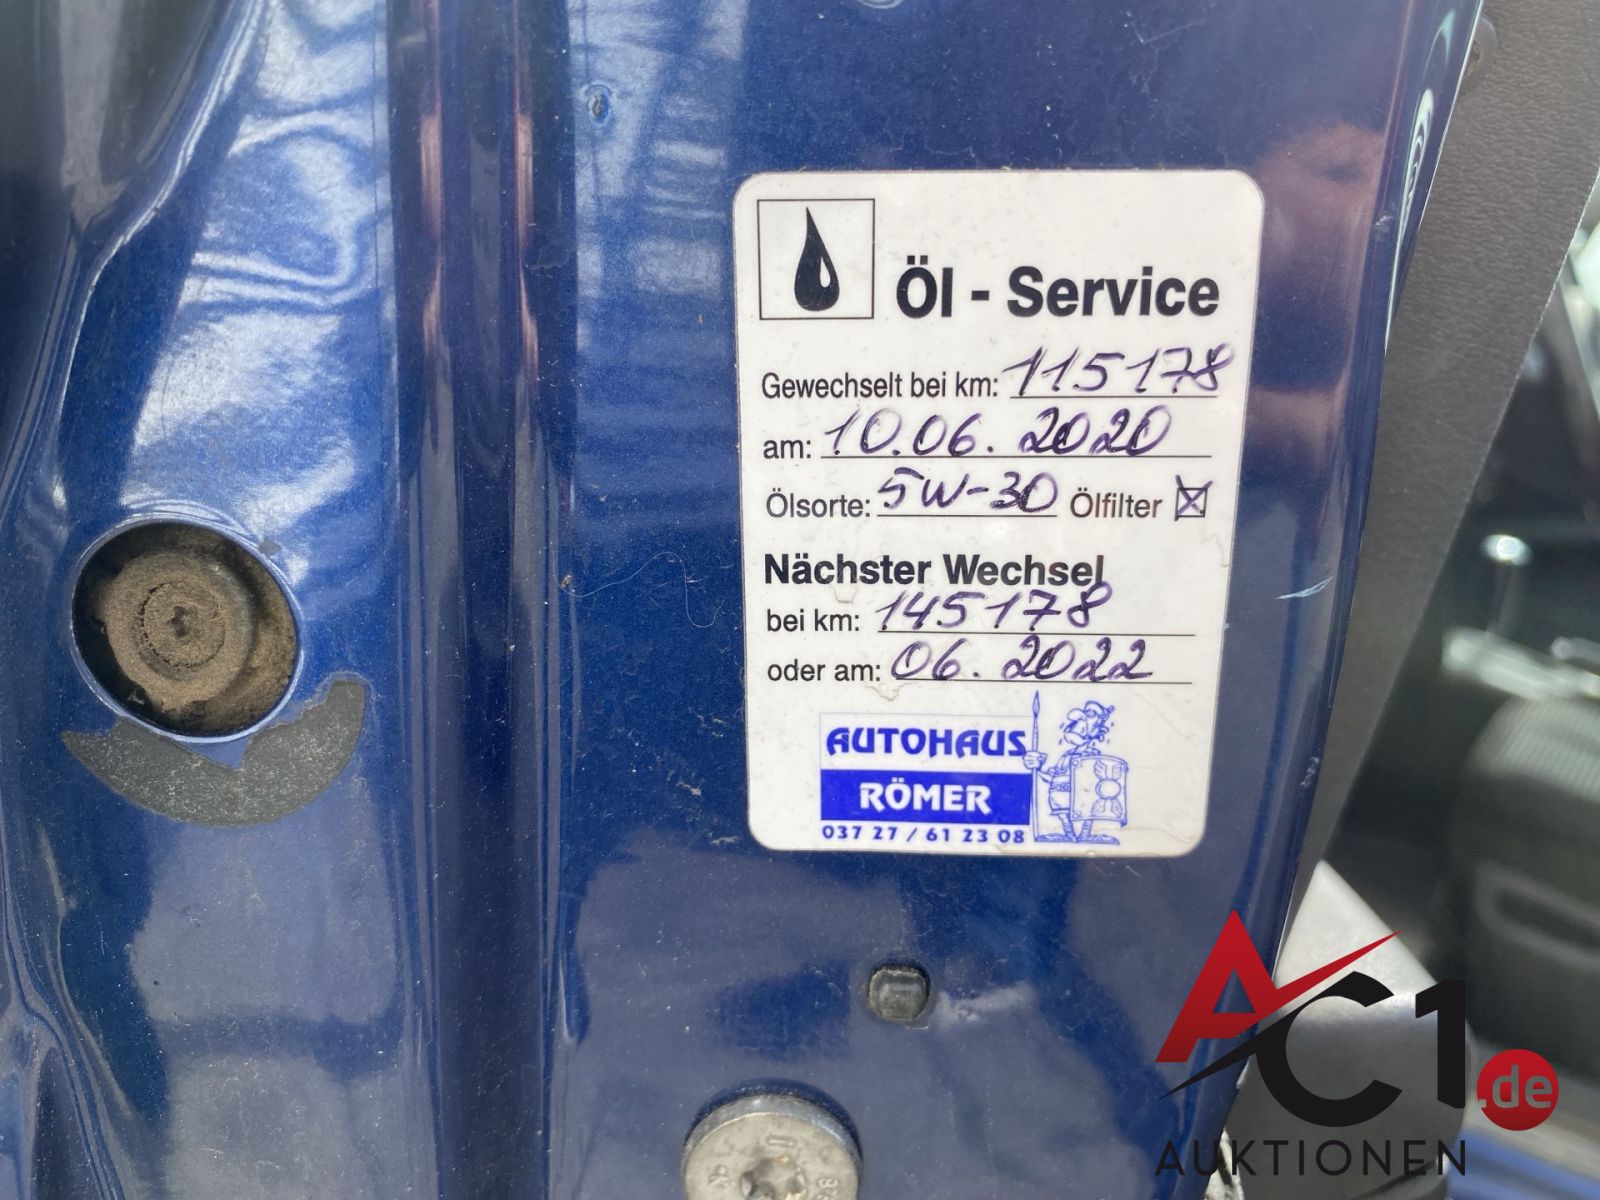 Öl - Service
Gewechselt bei km: 115178
am: 10.06.2020
Ölsorte: 5W-30 Ölfilter
Nächster Wechsel
bei km: 145178
oder am: 06.2022
AUTOHAUS
RÖMER
037 27 / 61 23 08
AC1.de
AUKTIONEN